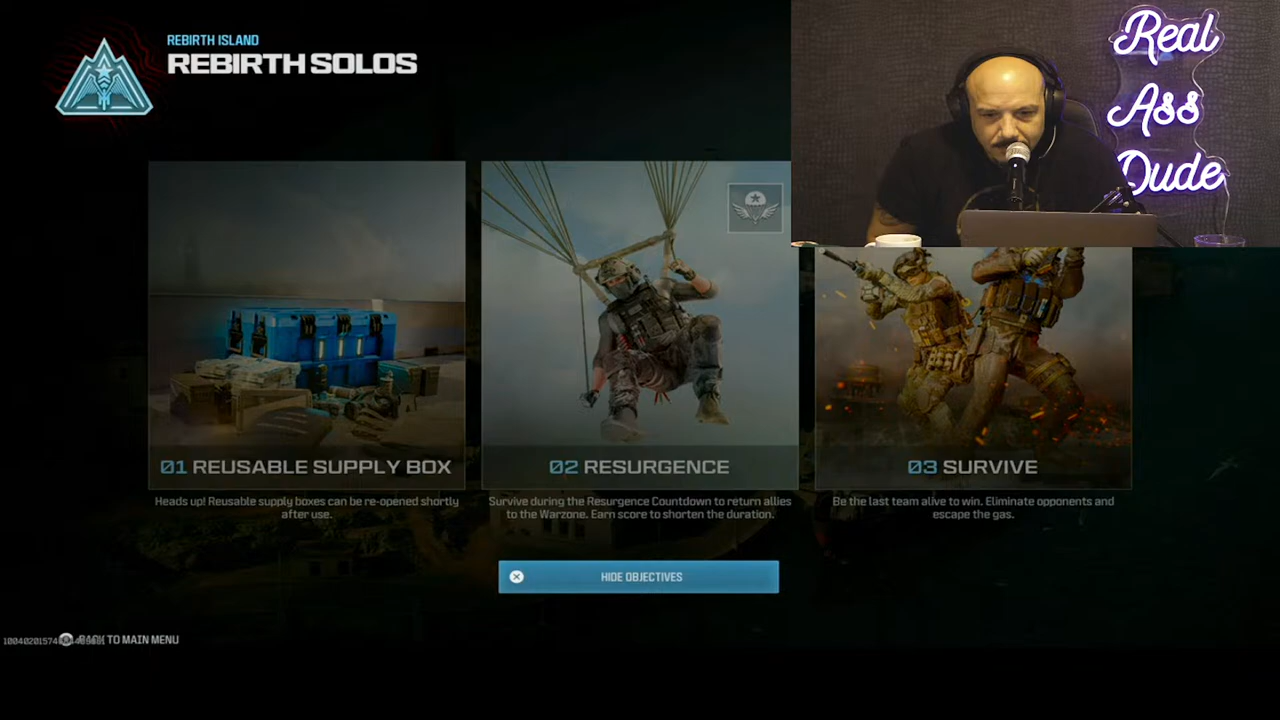 REBIRTH ISLAND
REBIRTH SOLOS
Real
Ass
Dude
01 REUSABLE SUPPLY BOX
Heads up! Reusable supply boxes can be re-opened shortly
after use.
02 RESURGENCE
Survive during the Resurgence Countdown to return allies
to the Warzone. Earn score to shorten the duration.
03 SURVIVE
Be the last team alive to win. Eliminate opponents and
escape the gas.
HIDE OBJECTIVES
BACK TO MAIN MENU